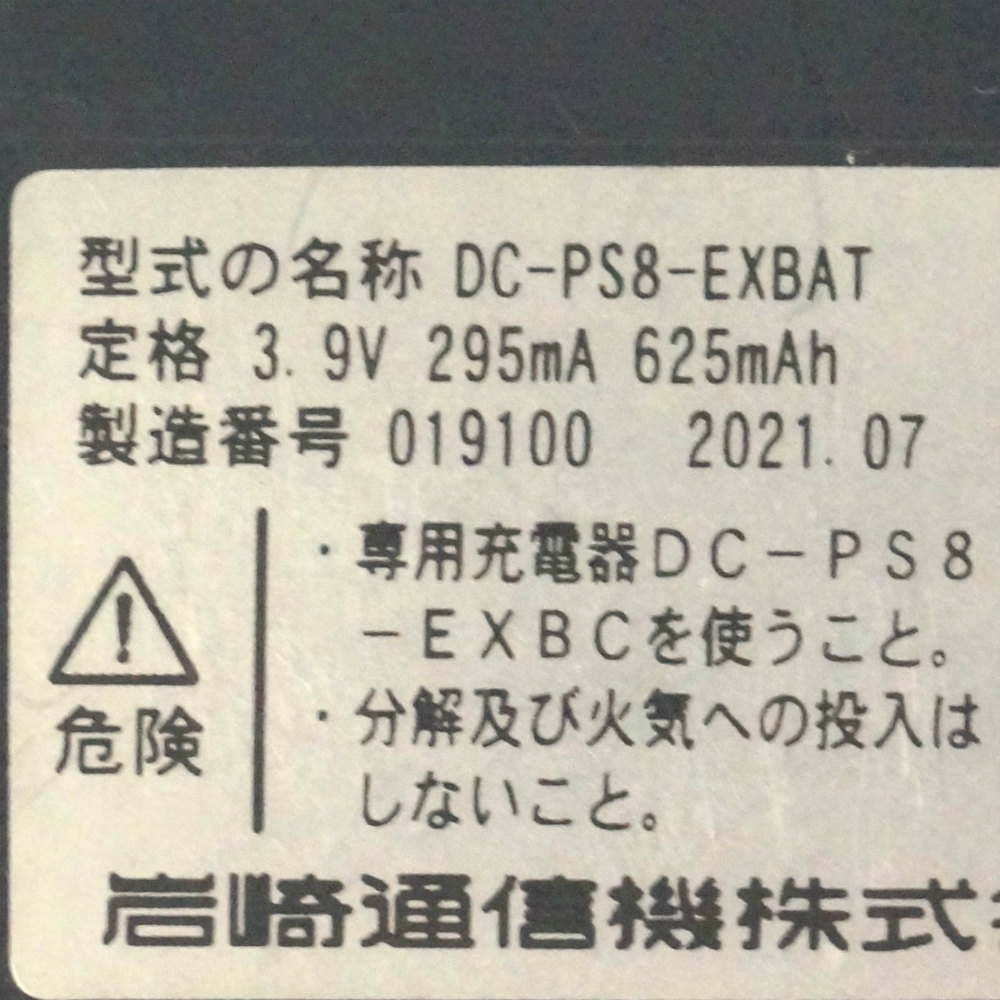 型式の名称 DC-PS8-EXBAT
定格 3.9V 295mA 625mAh
製造番号 019100 2021.07
・専用充電器DC－PS8
－EXBCを使うこと。
危険
・分解及び火気への投入は
しないこと。
岩崎通信機株式